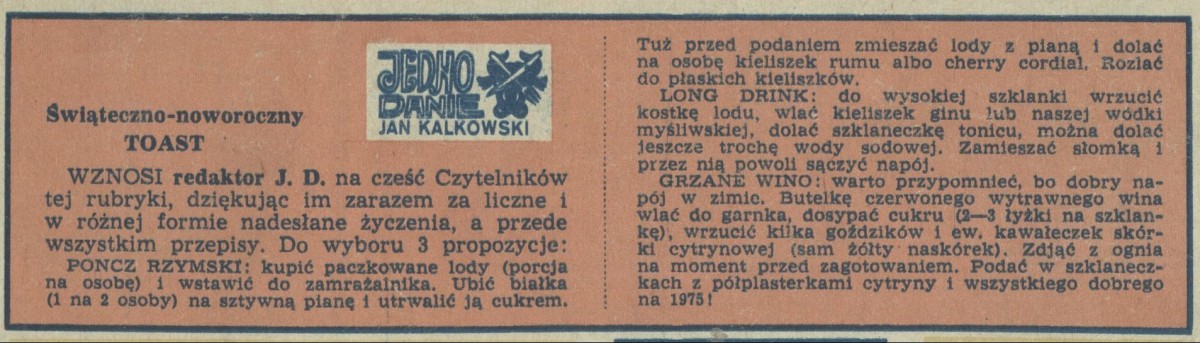 JEDNO
DANIE
JAN KALKOWSKI
Świąteczno-noworoczny
TOAST
WZNOSI redaktor J. D. na cześć Czytelników
tej rubryki, dziękując im zarazem za liczne i
w różnej formie nadesłane życzenia, a przede
wszystkim przepisy. Do wyboru 3 propozycje:
PONCZ RZYMSKI: kupić paczkowane lody (porcja
na osobę) i wstawić do zamrażalnika. Ubić białka
(1 na 2 osoby) na sztywną pianę i utrwalić ją cukrem.
Tuż przed podaniem zmieszać lody z pianą i dolać
na osobę kieliszek rumu albo cherry cordial. Rozlać
do płaskich kieliszków.
LONG DRINK: do wysokiej szklanki wrzucić
kostkę lodu, wlać kieliszek ginu lub naszej wódki
myśliwskiej, dolać szklaneczkę tonicu, można dolać
jeszcze trochę wody sodowej. Zamieszać słomką i
przez nią powoli sączyć napój.
GRZANE WINO: warto przypomnieć, bo dobry na-
pój w zimie. Butelkę czerwonego wytrawnego wina
wlać do garnka, dosypać cukru (2—3 łyżki na szklan-
kę), wrzucić kilka goździków i ew. kawałeczek skór-
ki cytrynowej (sam żółty naskórek). Zdjąć z ognia
na moment przed zagotowaniem. Podać w szklanecz-
kach z półplasterkami cytryny i wszystkiego dobrego
na 1975!